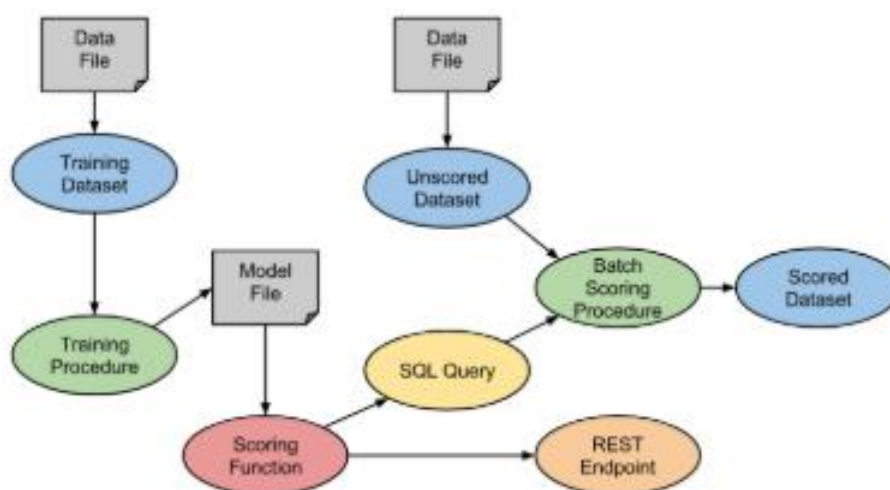 Data
File
Data
File
Training
Dataset
Unscored
Dataset
Model
File
Batch
Scoring
Procedure
Scored
Dataset
Training
Procedure
SQL Query
Scoring
Function
REST
Endpoint